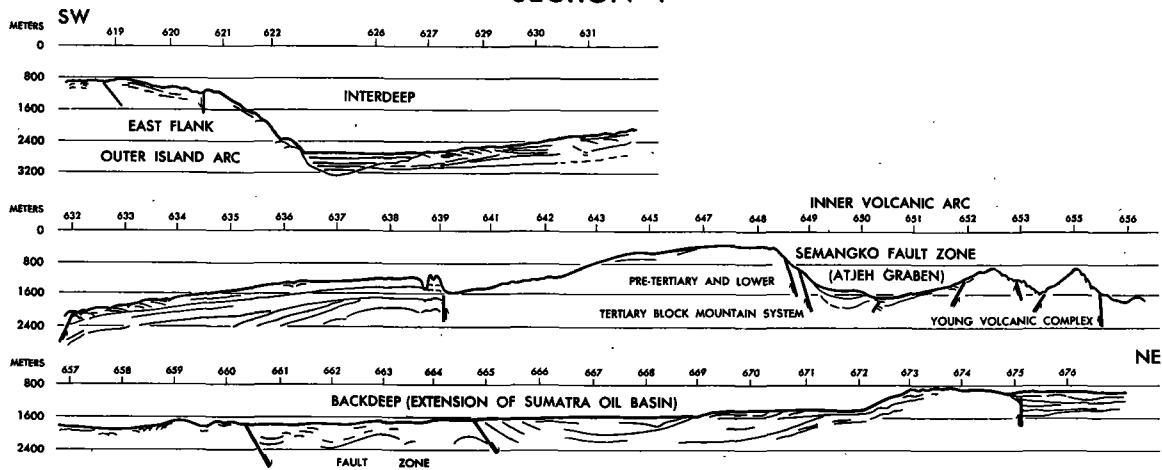 SW
METERS 619 620 621 622 626 627 629 630 631
0
800
1600
2400
3200
INTERDEEP
EAST FLANK
OUTER ISLAND ARC
INNER VOLCANIC ARC
METERS 632 633 634 635 636 637 638 639 641 642 643 645 647 648 649 650 651 652 653 655 656
0
800
1600
2400
SEMANGKO FAULT ZONE
(ATJEH GRABEN)
PRE-TERTIARY AND LOWER
TERTIARY BLOCK MOUNTAIN SYSTEM
YOUNG VOLCANIC COMPLEX
NE
METERS 657 658 659 660 661 662 663 664 665 666 667 668 669 670 671 672 673 674 675 676
800
1600
2400
BACKDEEP (EXTENSION OF SUMATRA OIL BASIN)
FAULT ZONE